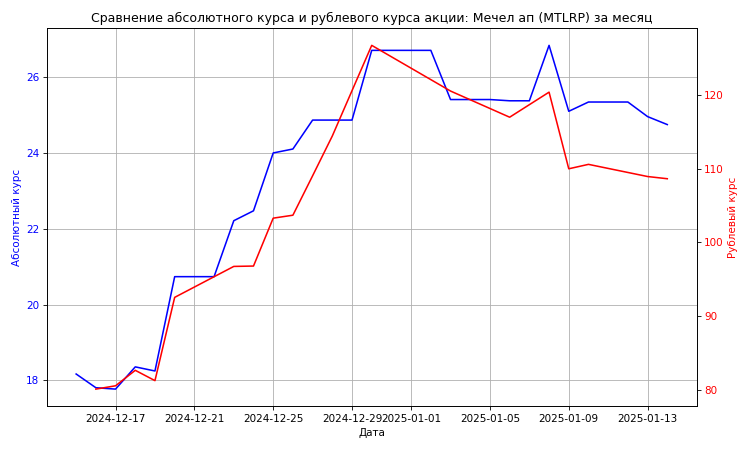 Сравнение абсолютного курса и рублевого курса акции: Мечел ап (MTLRP) за месяц
26
24
22
20
18
Абсолютный курс
120
110
100
90
80
Рублевый курс
2024-12-17 2024-12-21 2024-12-25 2024-12-29 2025-01-01 2025-01-05 2025-01-09 2025-01-13
Дата